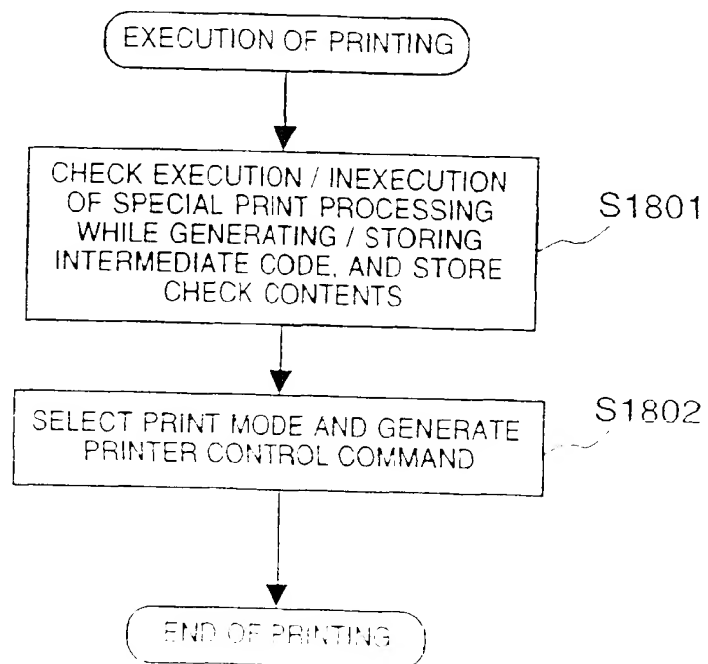 EXECUTION OF PRINTING
CHECK EXECUTION / INEXECUTION
OF SPECIAL PRINT PROCESSING
WHILE GENERATING / STORING
INTERMEDIATE CODE, AND STORE
CHECK CONTENTS
S1801
SELECT PRINT MODE AND GENERATE
PRINTER CONTROL COMMAND
S1802
END OF PRINTING